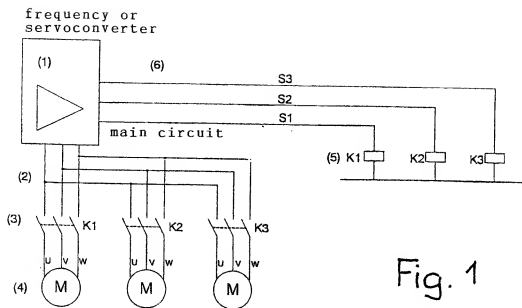 frequency or
servoconverter
(1)
(6)
S3
S2
S1
main circuit
(5) K1
K2
K3
(2)
(3)
K1
K2
K3
u v w
u v w
u v w
(4)
M
M
M
Fig. 1